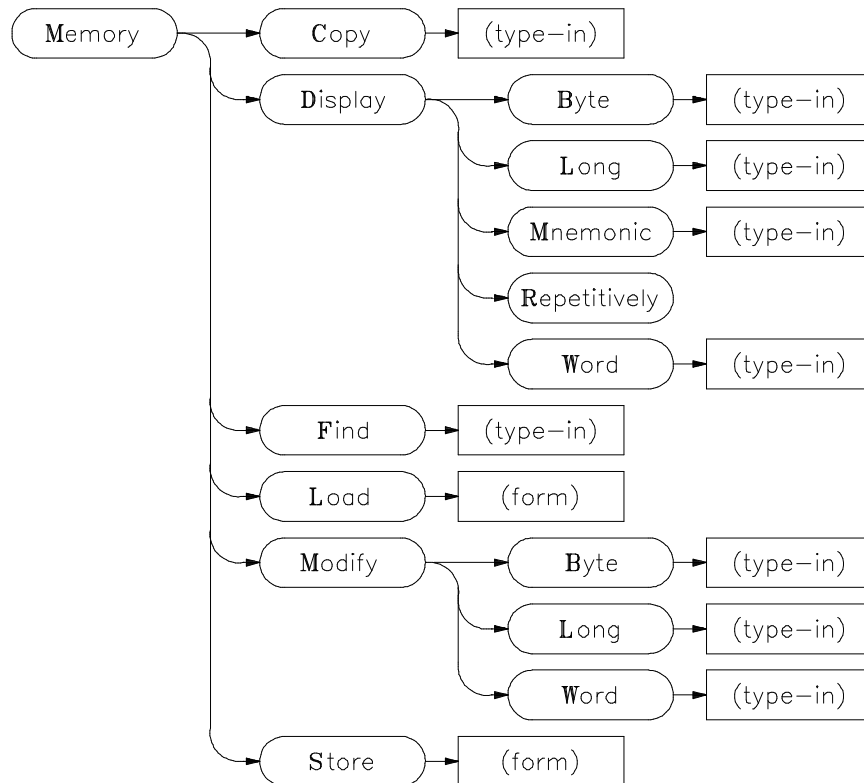 Memory Copy (type-in)
Display Byte (type-in)
Long (type-in)
Mnemonic (type-in)
Repetitively
Word (type-in)
Find (type-in)
Load (form)
Modify Byte (type-in)
Long (type-in)
Word (type-in)
Store (form)